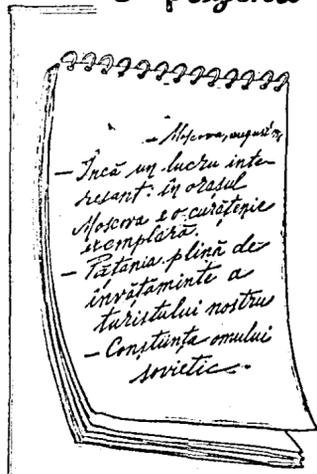 – Moscova, august
– Încă un lucru inte-
resant: în orașul
Moscova e o curățenie
exemplară.
– Pățania plină de
învățăminte a
turistului nostru
– Conștiința omului
sovietic.